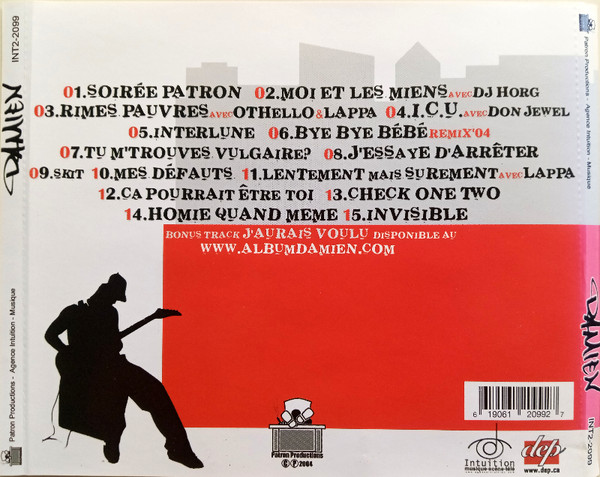 01.SOIRÉE PATRON 02.MOI ET LES MIENS AVEC DJ HORG
03.RIMES PAUVRES AVEC OTHELLO & LAPPA 04.I.C.U. AVEC DON JEWEL
05.INTERLUNE 06.BYE BYE BÉBÉ REMIX'04
07.TU M'TROUVES VULGAIRE? 08.J'ESSAYE D'ARRÊTER
09.SKIT 10.MES DÉFAUTS 11.LENTEMENT MAIS SUREMENT AVEC LAPPA
12.CA POURRAIT ÊTRE TOI 13.CHECK ONE TWO
14.HOMIE QUAND MEME 15.INVISIBLE
BONUS TRACK J'AURAIS VOULU DISPONIBLE AU
WWW.ALBUMDAMIEN.COM
Patron Productions
©℗2004
6 19061 20992 7
Intuition
musique-scène-télé
dep
www.dep.ca
INT2-2099
DAMIEN
Patron Productions - Agence Intuition - Musique
Patron Productions - Agence Intuition - Musique
DAMIEN
INT2-2099